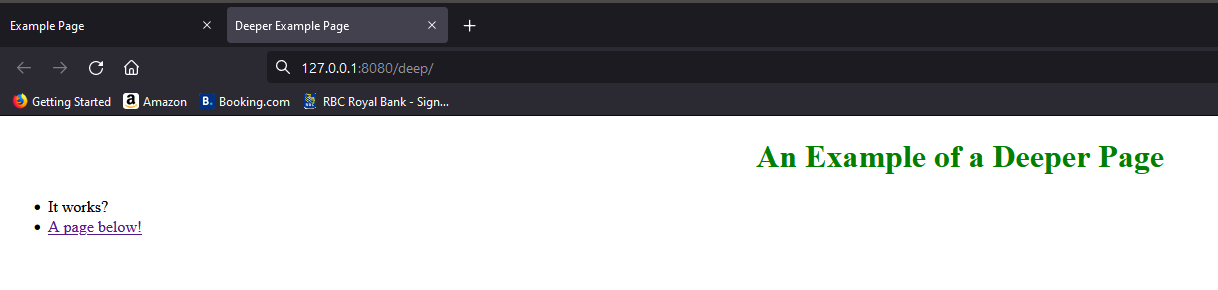 Example Page
Deeper Example Page
127.0.0.1:8080/deep/
Getting Started
Amazon
B. Booking.com
RBC Royal Bank - Sign...
An Example of a Deeper Page
It works?
A page below!